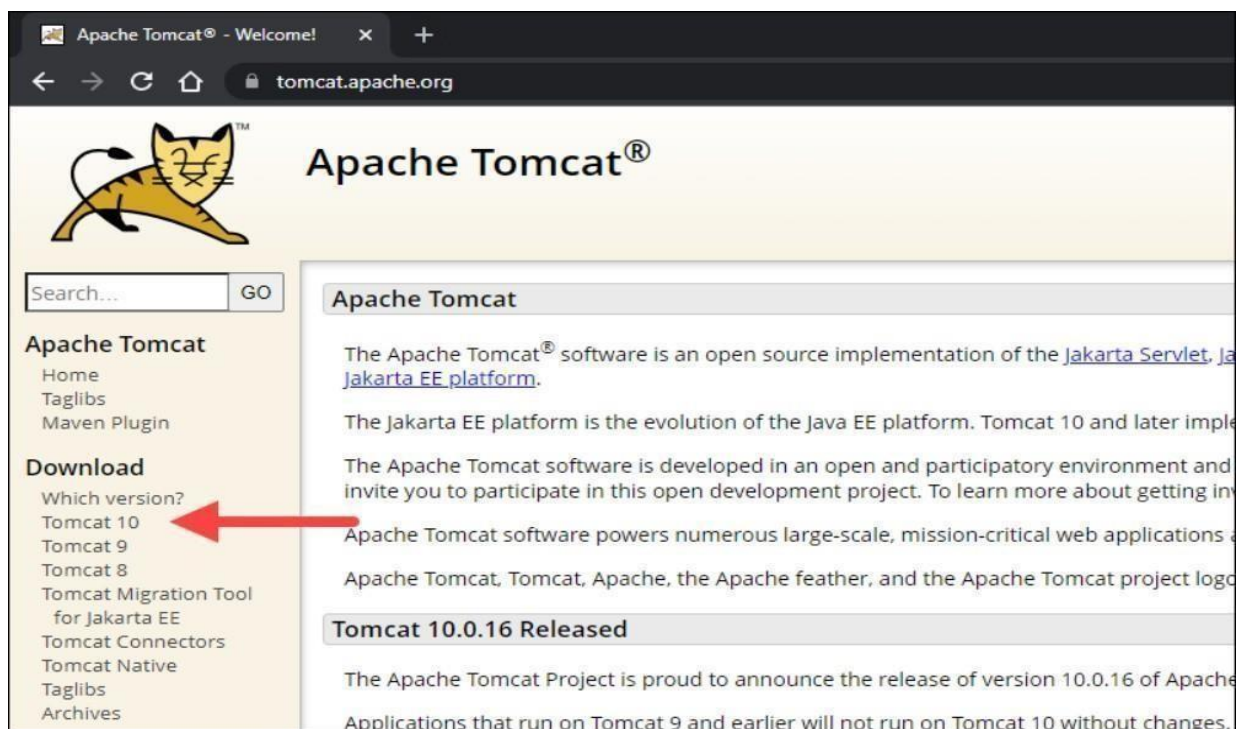 Apache Tomcat® - Welcome!
tomcat.apache.org
TM
Apache Tomcat®
Search...
GO
Apache Tomcat
Home
Taglibs
Maven Plugin
Download
Which version?
Tomcat 10
Tomcat 9
Tomcat 8
Tomcat Migration Tool
for Jakarta EE
Tomcat Connectors
Tomcat Native
Taglibs
Archives
Apache Tomcat
The Apache Tomcat® software is an open source implementation of the Jakarta Servlet, Ja
Jakarta EE platform.
The Jakarta EE platform is the evolution of the Java EE platform. Tomcat 10 and later imple
The Apache Tomcat software is developed in an open and participatory environment and
invite you to participate in this open development project. To learn more about getting inv
Apache Tomcat software powers numerous large-scale, mission-critical web applications a
Apache Tomcat, Tomcat, Apache, the Apache feather, and the Apache Tomcat project logo
Tomcat 10.0.16 Released
The Apache Tomcat Project is proud to announce the release of version 10.0.16 of Apache
Applications that run on Tomcat 9 and earlier will not run on Tomcat 10 without changes.